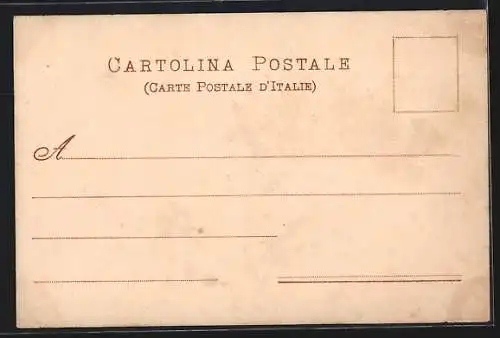 CARTOLINA POSTALE
(CARTE POSTALE D'ITALIE)
A